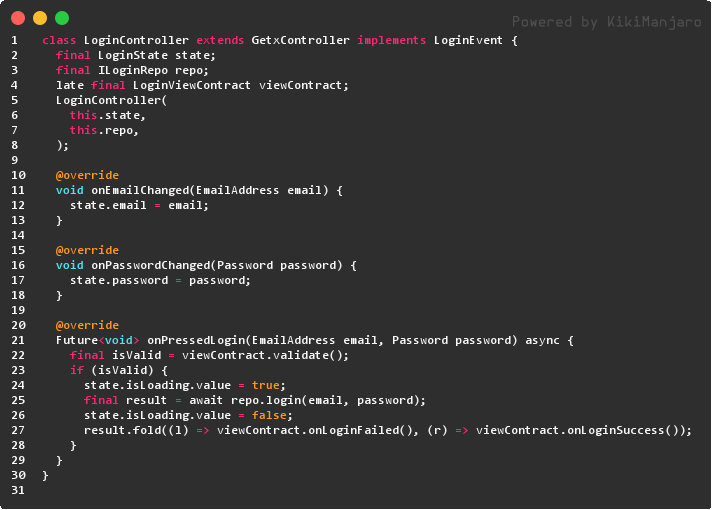 Powered by KikiManjaro
1 class LoginController extends GetxController implements LoginEvent {
2   final LoginState state;
3   final ILoginRepo repo;
4   late final LoginViewContract viewContract;
5   LoginController(
6     this.state,
7     this.repo,
8   );
9
10   @override
11   void onEmailChanged(EmailAddress email) {
12     state.email = email;
13   }
14
15   @override
16   void onPasswordChanged(Password password) {
17     state.password = password;
18   }
19
20   @override
21   Future<void> onPressedLogin(EmailAddress email, Password password) async {
22     final isValid = viewContract.validate();
23     if (isValid) {
24       state.isLoading.value = true;
25       final result = await repo.login(email, password);
26       state.isLoading.value = false;
27       result.fold((l) => viewContract.onLoginFailed(), (r) => viewContract.onLoginSuccess());
28     }
29   }
30 }
31